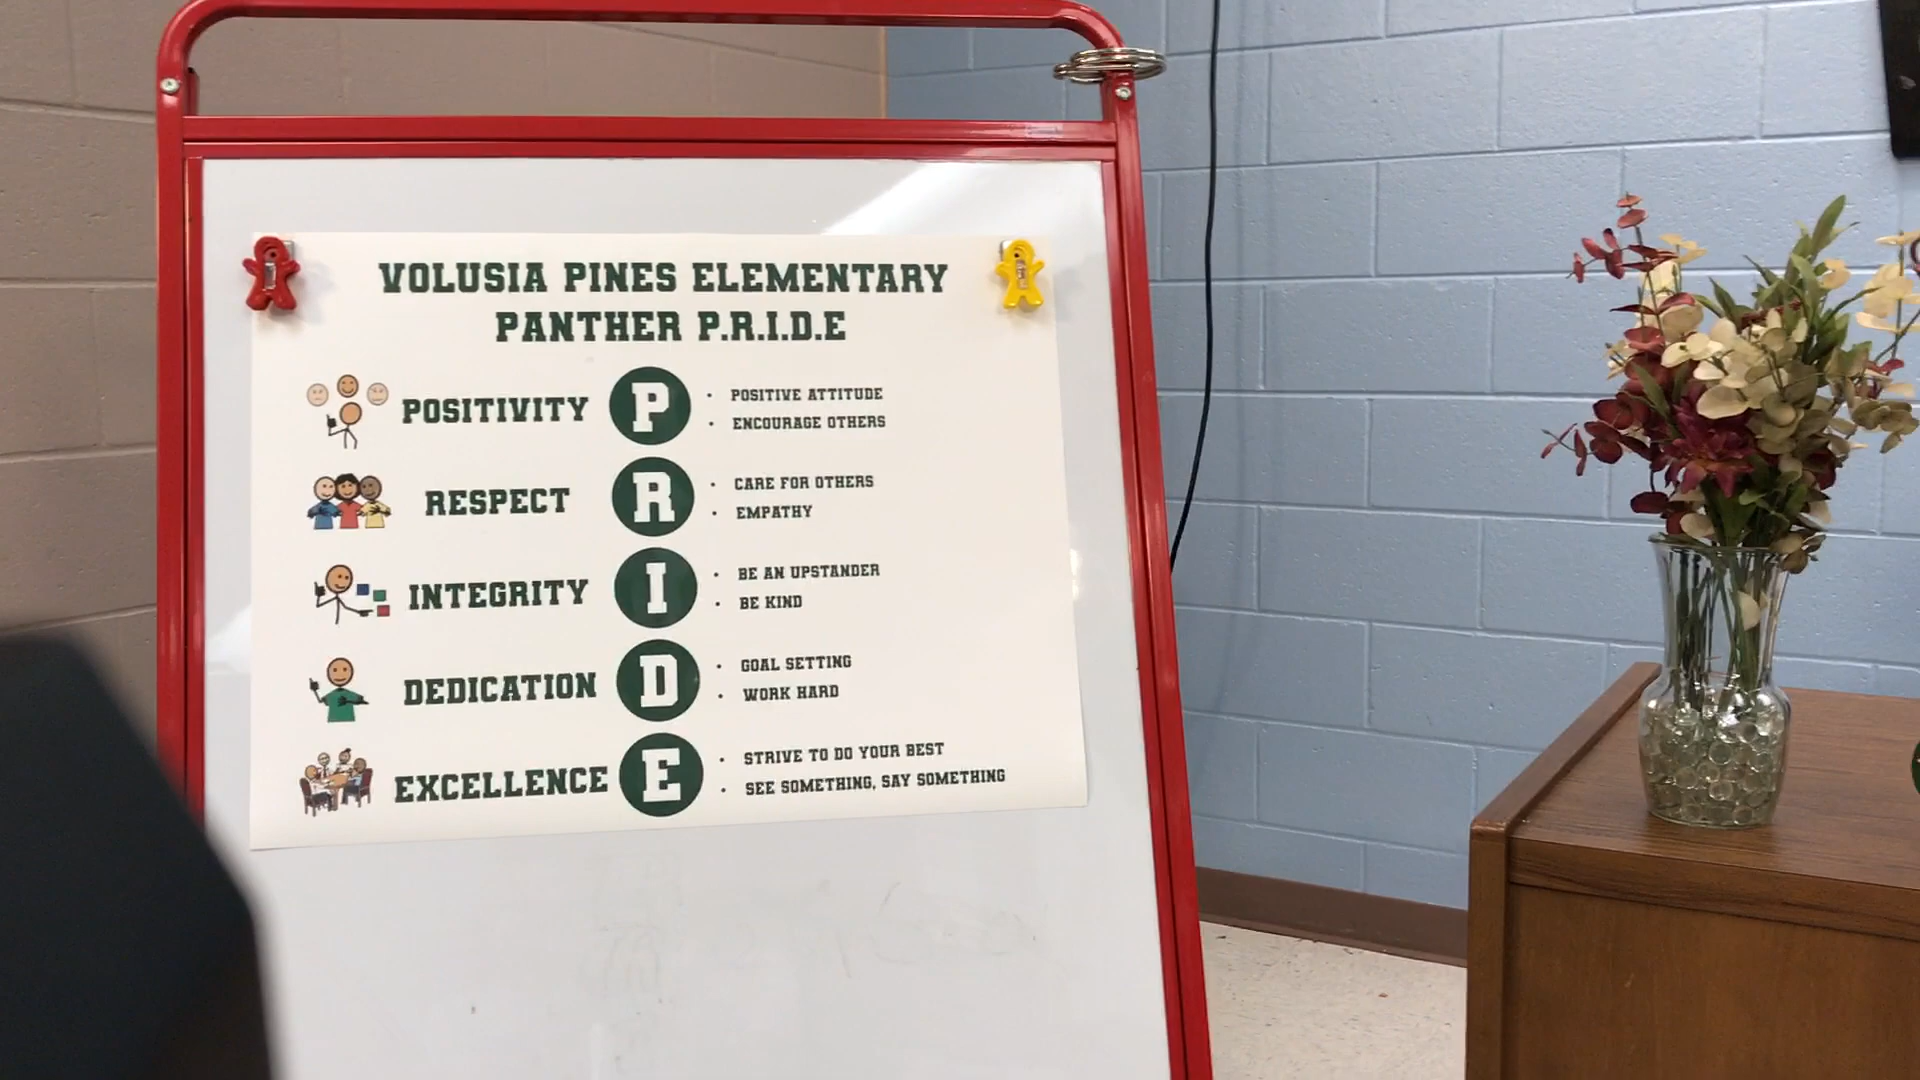 VOLUSIA PINES ELEMENTARY
PANTHER P.R.I.D.E
POSITIVITY P
• POSITIVE ATTITUDE
• ENCOURAGE OTHERS
RESPECT R
• CARE FOR OTHERS
• EMPATHY
INTEGRITY I
• BE AN UPSTANDER
• BE KIND
DEDICATION D
• GOAL SETTING
• WORK HARD
EXCELLENCE E
• STRIVE TO DO YOUR BEST
• SEE SOMETHING, SAY SOMETHING